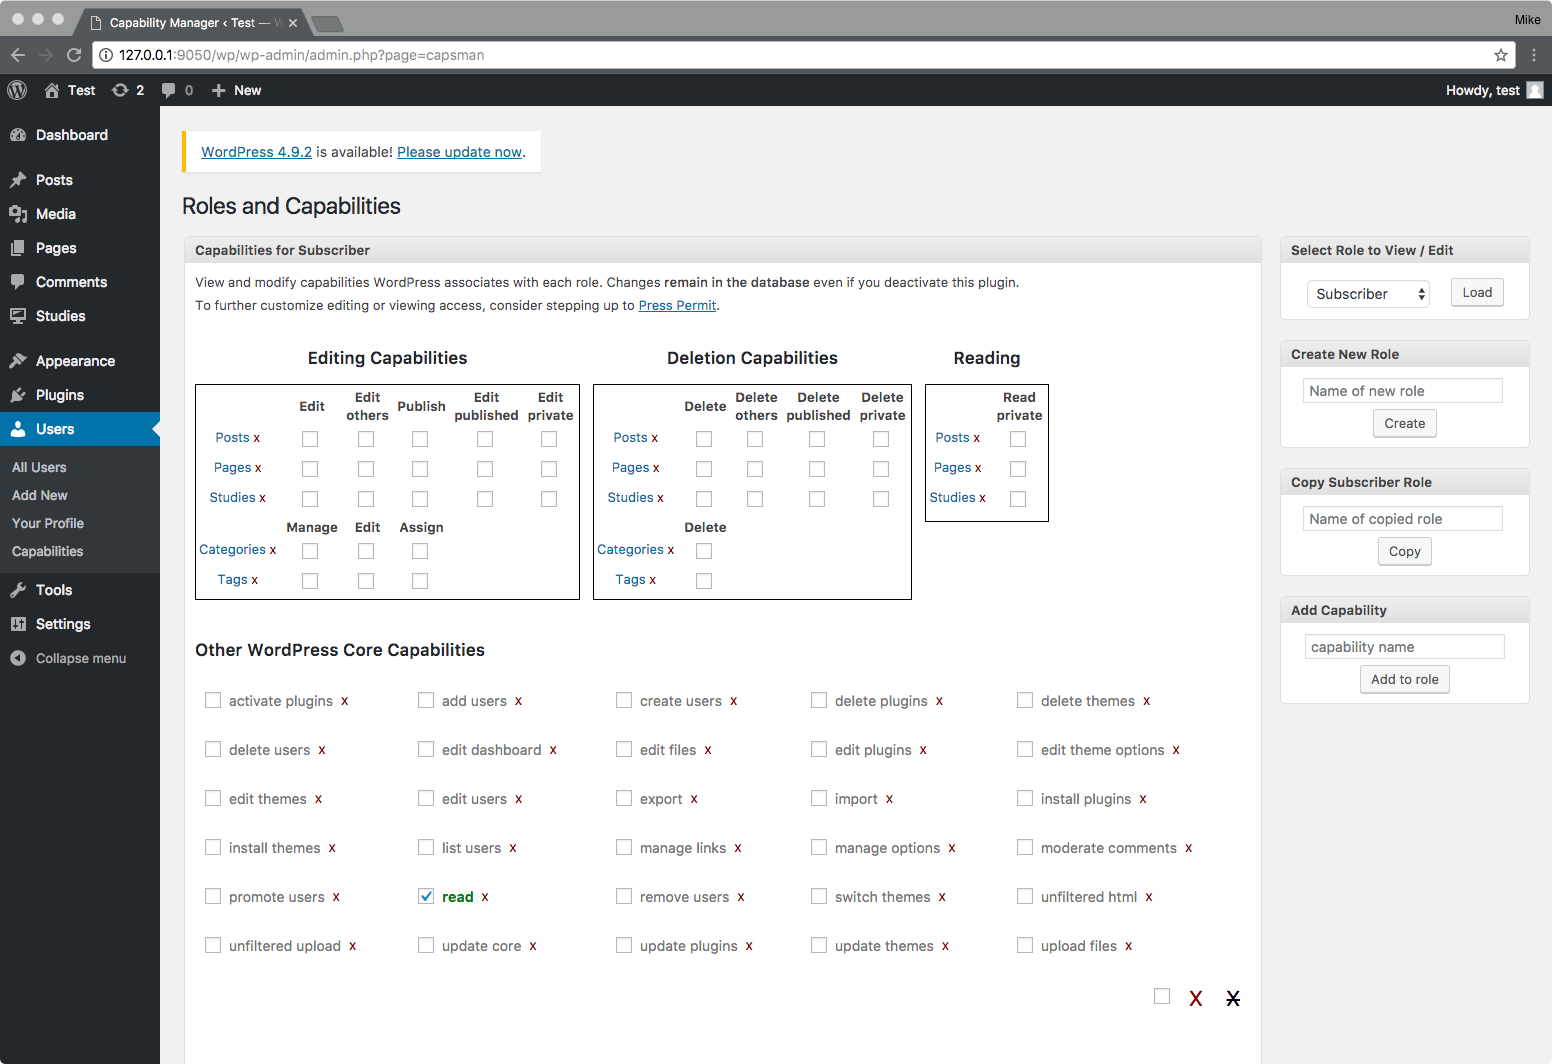 Capability Manager ‹ Test — W
Mike
127.0.0.1:9050/wp/wp-admin/admin.php?page=capsman
Test 2 0 New
Howdy, test
Dashboard
Posts
Media
Pages
Comments
Studies
Appearance
Plugins
Users
All Users
Add New
Your Profile
Capabilities
Tools
Settings
Collapse menu
WordPress 4.9.2 is available! Please update now.
Roles and Capabilities
Capabilities for Subscriber
View and modify capabilities WordPress associates with each role. Changes remain in the database even if you deactivate this plugin.
To further customize editing or viewing access, consider stepping up to Press Permit.
Editing Capabilities
Edit Edit others Publish Edit published Edit private
Posts x
Pages x
Studies x
Manage Edit Assign
Categories x
Tags x
Deletion Capabilities
Delete Delete others Delete published Delete private
Posts x
Pages x
Studies x
Delete
Categories x
Tags x
Reading
Read private
Posts x
Pages x
Studies x
Other WordPress Core Capabilities
activate plugins x add users x create users x delete plugins x delete themes x
delete users x edit dashboard x edit files x edit plugins x edit theme options x
edit themes x edit users x export x import x install plugins x
install themes x list users x manage links x manage options x moderate comments x
promote users x read x remove users x switch themes x unfiltered html x
unfiltered upload x update core x update plugins x update themes x upload files x
X X
Select Role to View / Edit
Subscriber Load
Create New Role
Name of new role
Create
Copy Subscriber Role
Name of copied role
Copy
Add Capability
capability name
Add to role